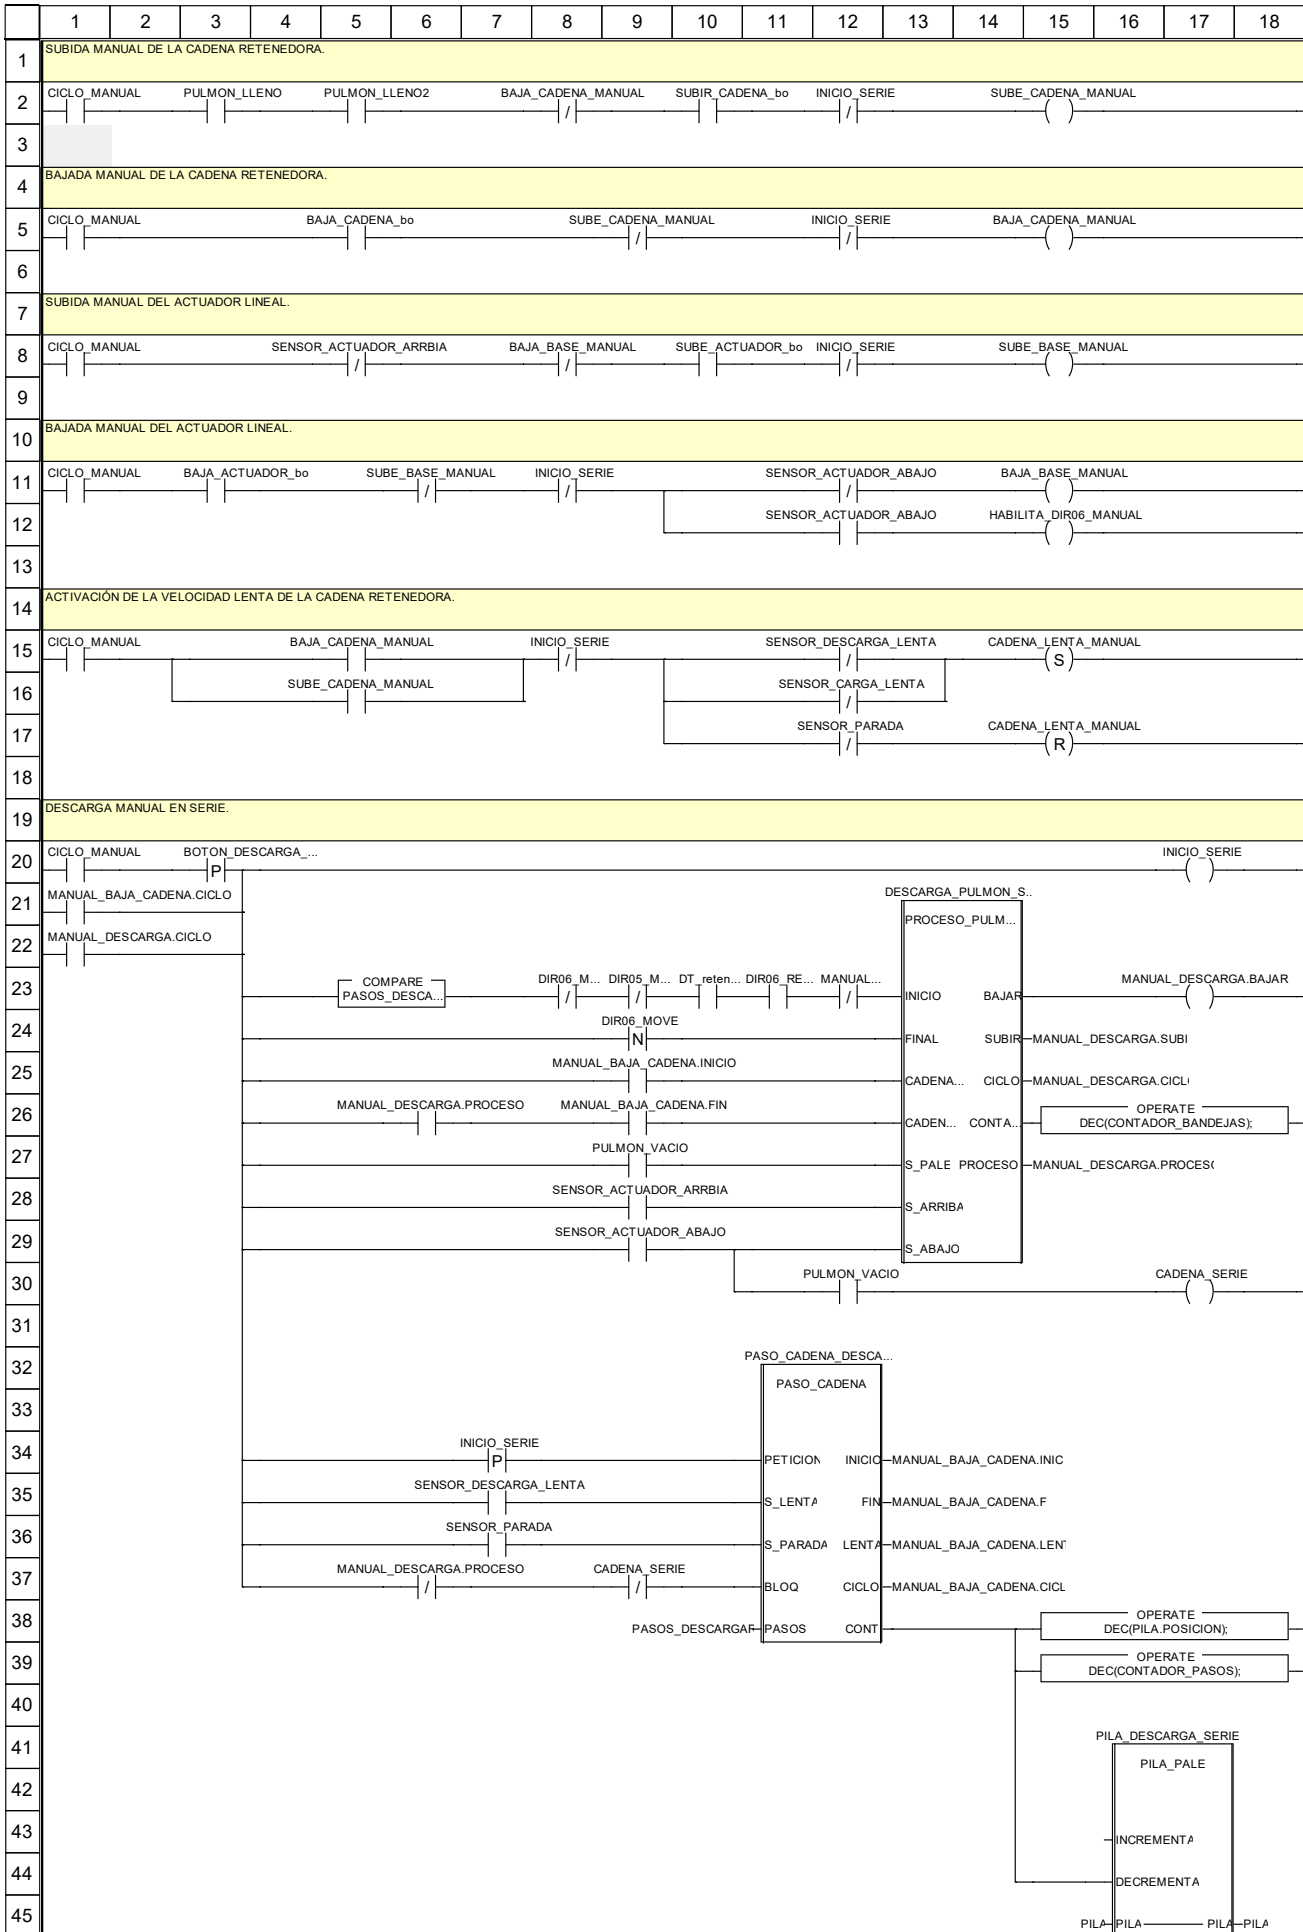 1 2 3 4 5 6 7 8 9 10 11 12 13 14 15 16 17 18
1 SUBIDA MANUAL DE LA CADENA RETENEDORA.
CICLO_MANUAL PULMON_LLENO PULMON_LLENO2 BAJA_CADENA_MANUAL SUBIR_CADENA_bo INICIO_SERIE SUBE_CADENA_MANUAL
2 / /
3
4 BAJADA MANUAL DE LA CADENA RETENEDORA.
CICLO_MANUAL BAJA_CADENA_bo SUBE_CADENA_MANUAL INICIO_SERIE BAJA_CADENA_MANUAL
5 / /
6
7 SUBIDA MANUAL DEL ACTUADOR LINEAL.
CICLO_MANUAL SENSOR_ACTUADOR_ARRBIA BAJA_BASE_MANUAL SUBE_ACTUADOR_bo INICIO_SERIE SUBE_BASE_MANUAL
8 / / /
9
10 BAJADA MANUAL DEL ACTUADOR LINEAL.
CICLO_MANUAL BAJA_ACTUADOR_bo SUBE_BASE_MANUAL INICIO_SERIE SENSOR_ACTUADOR_ABAJO BAJA_BASE_MANUAL
11 / / /
SENSOR_ACTUADOR_ABAJO HABILITA_DIR06_MANUAL
12
13
14 ACTIVACIÓN DE LA VELOCIDAD LENTA DE LA CADENA RETENEDORA.
CICLO_MANUAL BAJA_CADENA_MANUAL INICIO_SERIE SENSOR_DESCARGA_LENTA CADENA_LENTA_MANUAL
15 / / S
SUBE_CADENA_MANUAL SENSOR_CARGA_LENTA
16 /
SENSOR_PARADA CADENA_LENTA_MANUAL
17 / R
18
19 DESCARGA MANUAL EN SERIE.
CICLO_MANUAL BOTON_DESCARGA_... INICIO_SERIE
20 P
MANUAL_BAJA_CADENA.CICLO DESCARGA_PULMON_S..
21 PROCESO_PULM...
MANUAL_DESCARGA.CICLO
22
COMPARE DIR06_M... DIR05_M... DT_reten... DIR06_RE... MANUAL... MANUAL_DESCARGA.BAJAR
23 PASOS_DESCA... / / / INICIO BAJAR
DIR06_MOVE
24 N FINAL SUBIR MANUAL_DESCARGA.SUBI
MANUAL_BAJA_CADENA.INICIO
25 CADENA... CICLO MANUAL_DESCARGA.CICL
MANUAL_DESCARGA.PROCESO MANUAL_BAJA_CADENA.FIN OPERATE
26 CADEN... CONTA... DEC(CONTADOR_BANDEJAS);
PULMON_VACIO
27 S_PALE PROCESO MANUAL_DESCARGA.PROCES
SENSOR_ACTUADOR_ARRBIA
28 S_ARRIBA
SENSOR_ACTUADOR_ABAJO
29 S_ABAJO
PULMON_VACIO CADENA_SERIE
30
31
PASO_CADENA_DESCA...
32 PASO_CADENA
33
INICIO_SERIE
34 P PETICION INICIO MANUAL_BAJA_CADENA.INIC
SENSOR_DESCARGA_LENTA
35 S_LENTA FIN MANUAL_BAJA_CADENA.F
SENSOR_PARADA
36 S_PARADA LENTA MANUAL_BAJA_CADENA.LEN
MANUAL_DESCARGA.PROCESO CADENA_SERIE
37 / / BLOQ CICLO MANUAL_BAJA_CADENA.CICL
OPERATE
38 PASOS_DESCARGAR PASOS CONT DEC(PILA.POSICION);
OPERATE
39 DEC(CONTADOR_PASOS);
40
PILA_DESCARGA_SERIE
41 PILA_PALE
42
43 INCREMENTA
44 DECREMENTA
45 PILA PILA PILA PILA